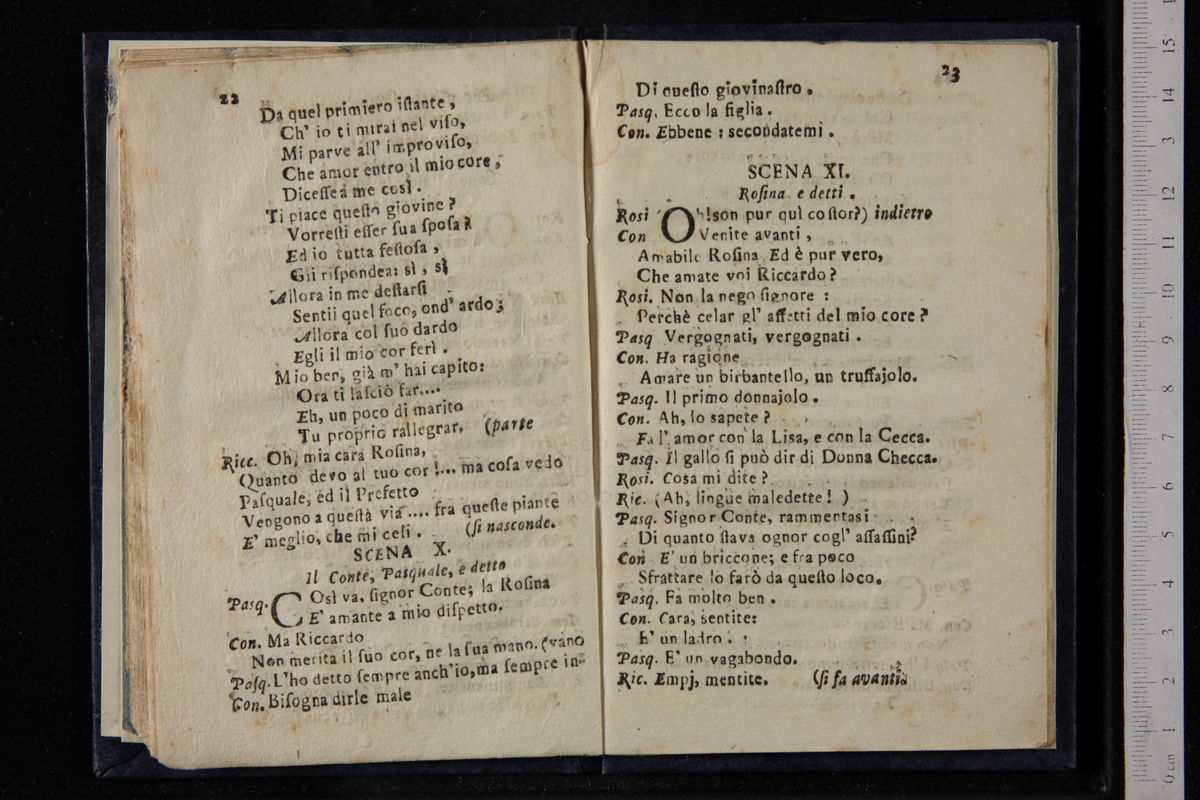 22
Da quel primiero iſtante,
Ch' io ti mirai nel viſo,
Mi parve all' improviſo,
Che amor entro il mio core,
Diceſſe a me così.
Ti piace queſto giovine?
Vorreſti eſſer ſua ſpoſa?
Ed io tutta feſtoſa,
Gli riſpondea: sì, sì
Allora in me deſtarſi
Sentii quel foco, ond' ardo;
Allora col ſuo dardo
Egli il mio cor ferì.
Mio ben, già m' hai capito:
Ora ti laſciò far....
Eh, un poco di marito
Tu proprio rallegrar. (parte
Ricc. Oh, mia cara Roſina,
Quanto devo al tuo cor!... ma coſa vedo
Paſquale, ed il Prefetto
Vengono a queſtà via.... fra queſte piante
E' meglio, che mi celi. (ſi naſconde.
SCENA X.
Il Conte, Paſquale, e detto
Paſq. COsì va, ſignor Conte; la Roſina
E' amante a mio diſpetto.
Con. Ma Riccardo
Non merita il ſuo cor, ne la ſua mano. (vano
Paſq. L'ho detto ſempre anch'io, ma ſempre in-
Con. Biſogna dirle male
23
Di queſto giovinaſtro.
Paſq. Ecco la figlia.
Con. Ebbene: secondatemi.
SCENA XI.
Roſina e detti.
Roſi Oh! son pur quì coſtor?) indietro
Con Venite avanti,
Amabile Roſina Ed è pur vero,
Che amate voi Riccardo?
Roſi. Non la nego ſignore:
Perchè celar gl' affetti del mio core?
Paſq Vergognati, vergognati.
Con. Ha ragione
Amare un birbantello, un truffajolo.
Paſq. Il primo donnajolo.
Con. Ah, lo sapete?
Fa l' amor con la Lisa, e con la Cecca.
Paſq. Il gallo ſi può dir di Donna Checca.
Roſi. Cosa mi dite?
Ric. (Ah, lingue maledette! )
Paſq. Signor Conte, rammentasi
Di quanto ſtava ognor cogl' aſſaſſini?
Con E' un briccone; e fra poco
Sfrattare lo farò da queſto loco.
Paſq. Fa molto ben.
Con. Cara, sentite:
E' un ladro.
Paſq. E' un vagabondo.
Ric. Empj, mentite. (ſi fa avanti